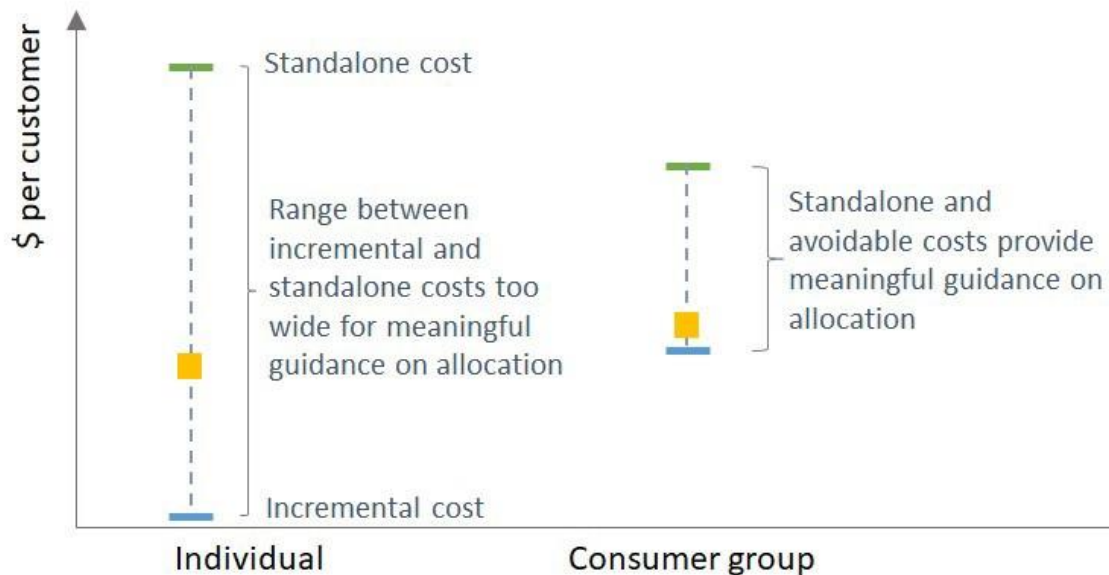 $ per customer
Standalone cost
Range between
incremental and
standalone costs too
wide for meaningful
guidance on allocation
Incremental cost
Standalone and
avoidable costs provide
meaningful guidance on
allocation
Individual
Consumer group